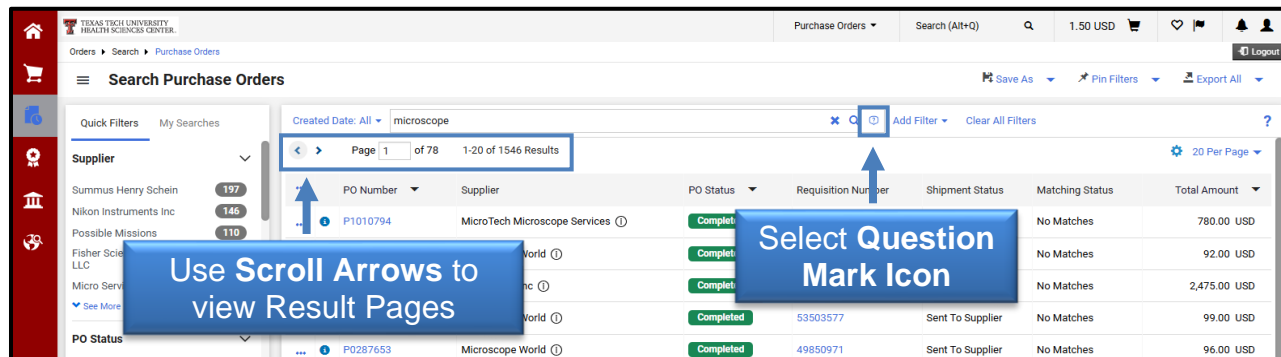 TEXAS TECH UNIVERSITY
HEALTH SCIENCES CENTER.
Purchase Orders
Search (Alt+Q)
1.50 USD
Orders Search Purchase Orders
Logout
Search Purchase Orders
Save As
Pin Filters
Export All
Quick Filters
My Searches
Created Date: All
microscope
Add Filter
Clear All Filters
?
Page 1 of 78
1-20 of 1546 Results
20 Per Page
Supplier
Summus Henry Schein 197
Nikon Instruments Inc 146
Possible Missions 110
Fisher
LLC
Micro
See More
PO Status
... PO Number Supplier PO Status Requisition Number Shipment Status Matching Status Total Amount
... P1010794 MicroTech Microscope Services No Matches 780.00 USD
World No Matches 92.00 USD
No Matches 2,475.00 USD
World Completed 53503577 Sent To Supplier No Matches 99.00 USD
... P0287653 Microscope World Completed 49850971 Sent To Supplier No Matches 96.00 USD
Use Scroll Arrows to
view Result Pages
Select Question
Mark Icon